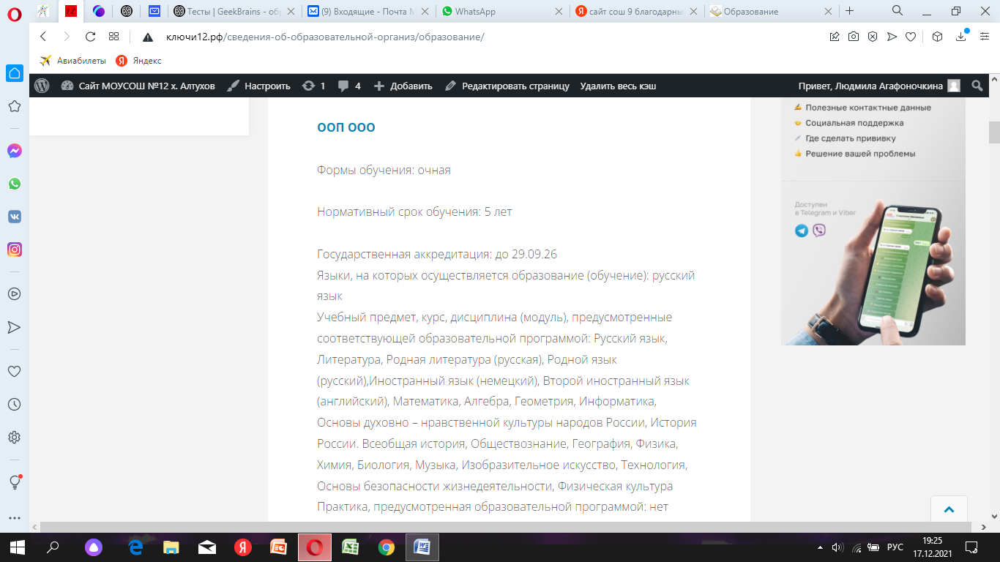 Тесты | GeekBrains - обр
(9) Входящие - Почта М
WhatsApp
сайт сош 9 благодарны
Образование
ключи12.рф/сведения-об-образовательной-организ/образование/
Авиабилеты
Яндекс
Сайт МОУСОШ №12 х. Алтухов
Настроить
1
4
Добавить
Редактировать страницу
Удалить весь кэш
Привет, Людмила Агафоночкина
ООП ООО
Формы обучения: очная
Нормативный срок обучения: 5 лет
Государственная аккредитация: до 29.09.26
Языки, на которых осуществляется образование (обучение): русский
язык
Учебный предмет, курс, дисциплина (модуль), предусмотренные
соответствующей образовательной программой: Русский язык,
Литература, Родная литература (русская), Родной язык
(русский),Иностранный язык (немецкий), Второй иностранный язык
(английский), Математика, Алгебра, Геометрия, Информатика,
Основы духовно – нравственной культуры народов России, История
России. Всеобщая история, Обществознание, География, Физика,
Химия, Биология, Музыка, Изобразительное искусство, Технология,
Основы безопасности жизнедеятельности, Физическая культура
Практика, предусмотренная образовательной программой: нет
Полезные контактные данные
Социальная поддержка
Где сделать прививку
Решение вашей проблемы
Доступен
в Telegram и Viber
РУС
19:25
17.12.2021